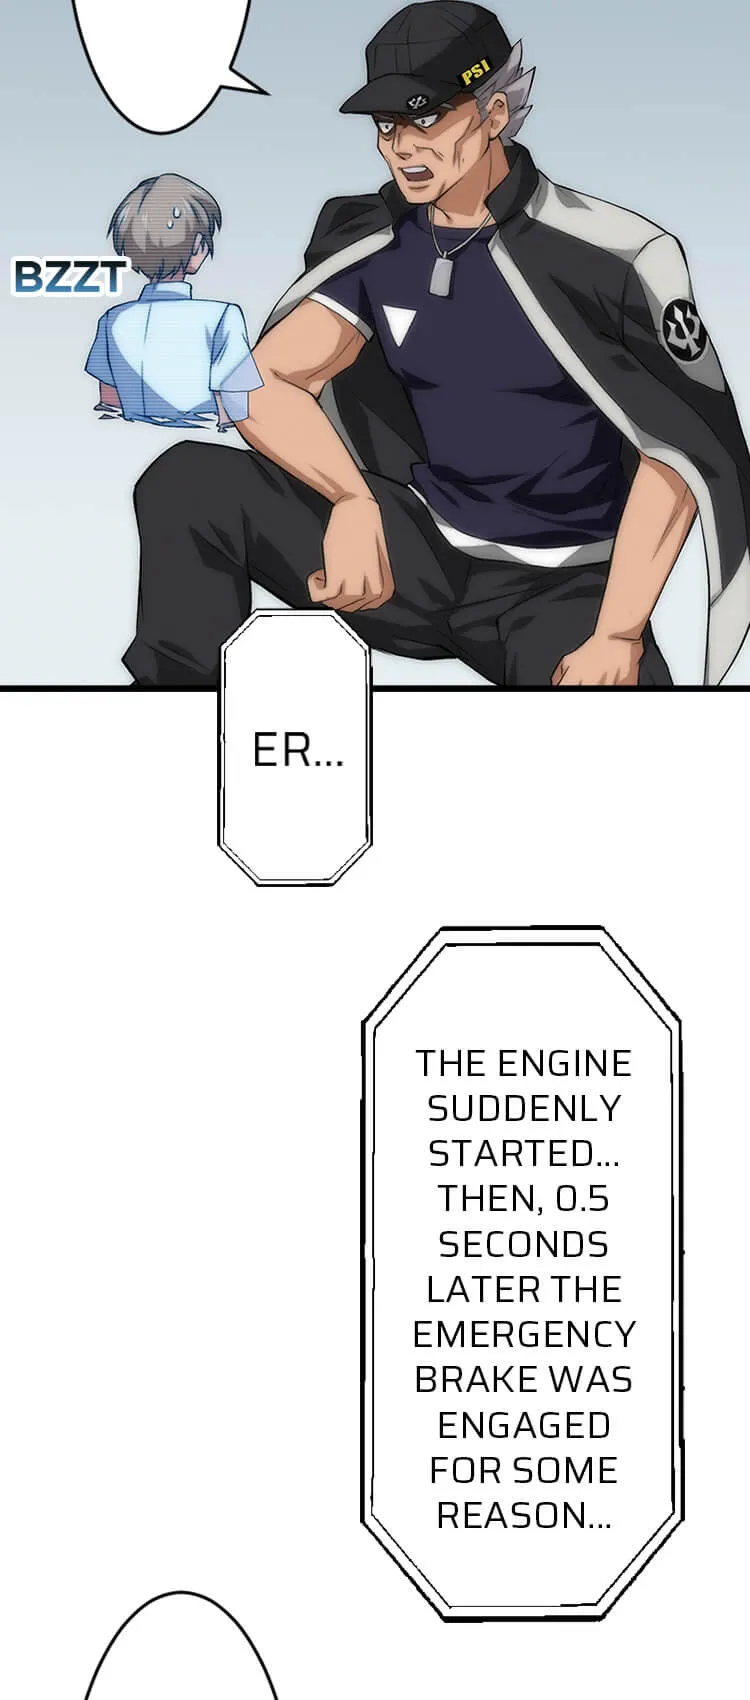 PSI
BZZT
ER...
THE ENGINE
SUDDENLY
STARTED...
THEN, 0.5
SECONDS
LATER THE
EMERGENCY
BRAKE WAS
ENGAGED
FOR SOME
REASON...